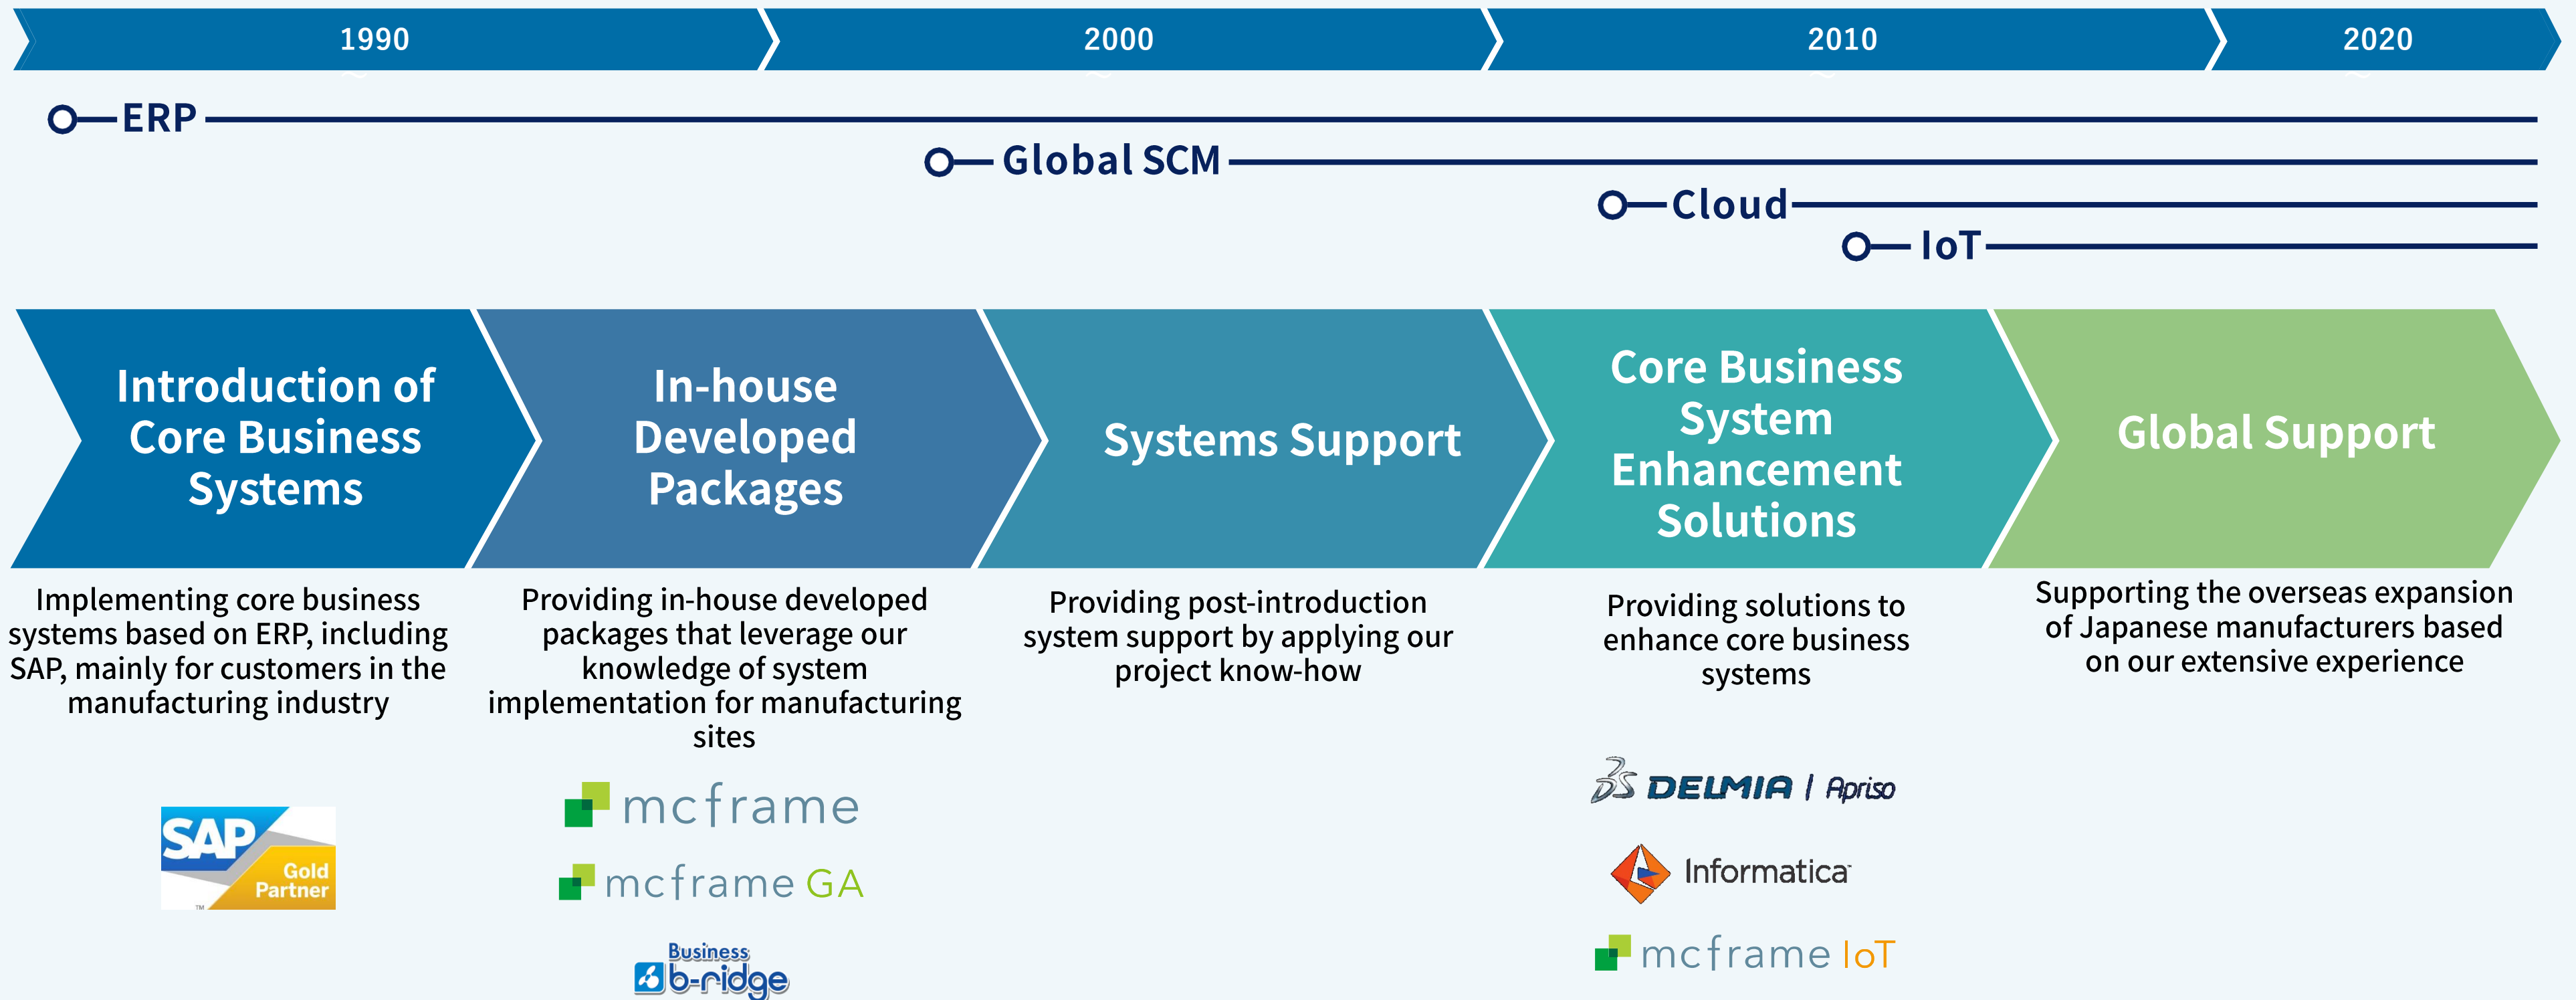 1990
2000
2010
2020
ERP
Global SCM
Cloud
IoT
Introduction of
Core Business
Systems
In-house
Developed
Packages
Systems Support
Core Business
System
Enhancement
Solutions
Global Support
Implementing core business
systems based on ERP, including
SAP, mainly for customers in the
manufacturing industry
Providing in-house developed
packages that leverage our
knowledge of system
implementation for manufacturing
sites
Providing post-introduction
system support by applying our
project know-how
Providing solutions to
enhance core business
systems
Supporting the overseas expansion
of Japanese manufacturers based
on our extensive experience
SAP
Gold
Partner
TM
mcframe
mcframe GA
Business
b-ridge
DELMIA | Apriso
Informatica
mcframe IoT